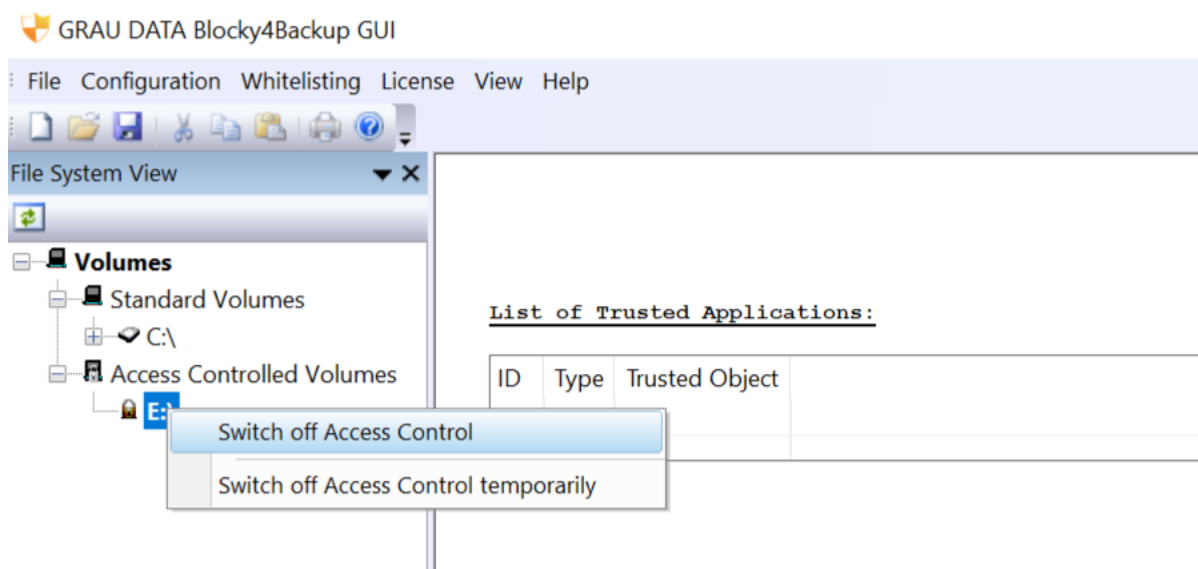 GRAU DATA Blocky4Backup GUI
File Configuration Whitelisting License View Help
File System View
Volumes
Standard Volumes
C:\
Access Controlled Volumes
E:\
Switch off Access Control
Switch off Access Control temporarily
List of Trusted Applications:
ID Type Trusted Object